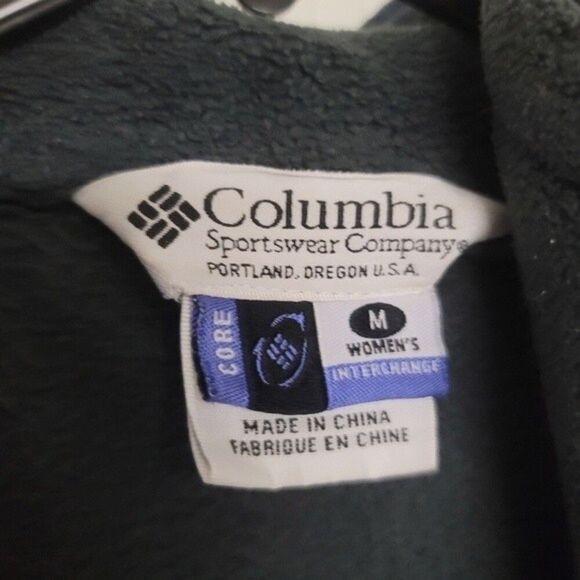 Columbia
Sportswear Company®
PORTLAND, OREGON U.S.A.
CORE
M
WOMEN'S
INTERCHANGE
MADE IN CHINA
FABRIQUE EN CHINE